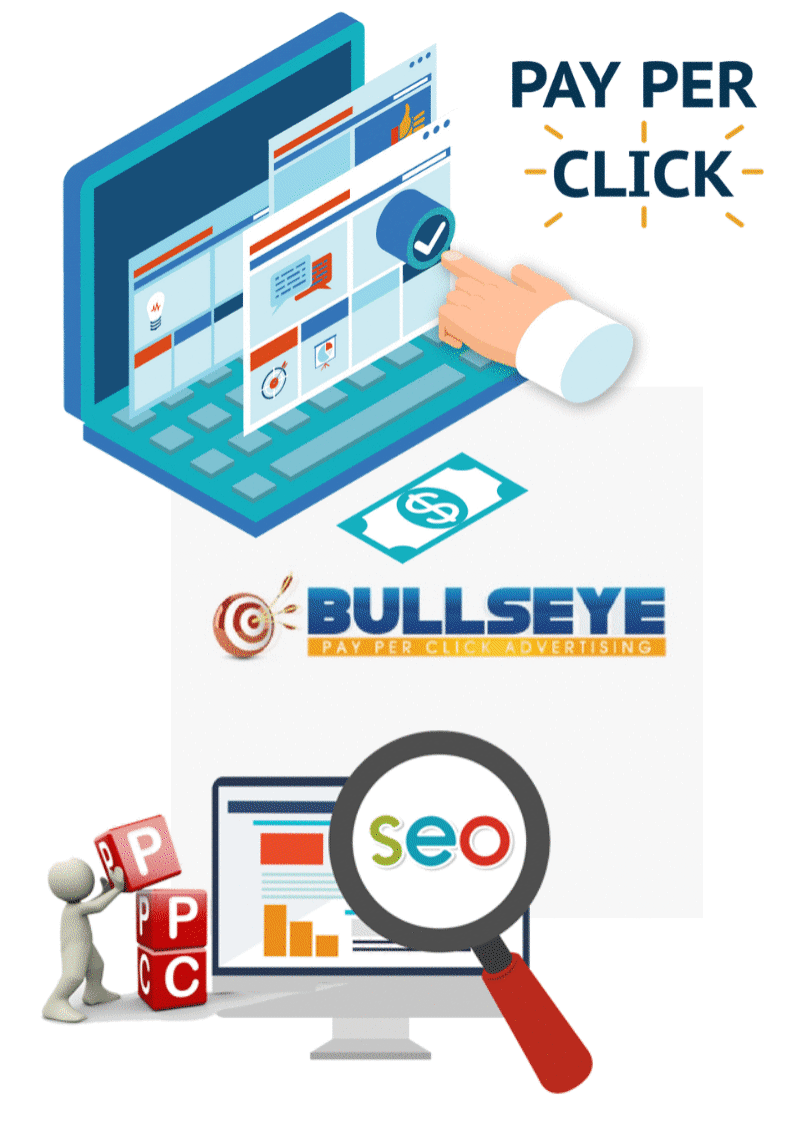 PAY PER
CLICK
BULLSEYE
PAY PER CLICK ADVERTISING
seo
P P
P P
C C